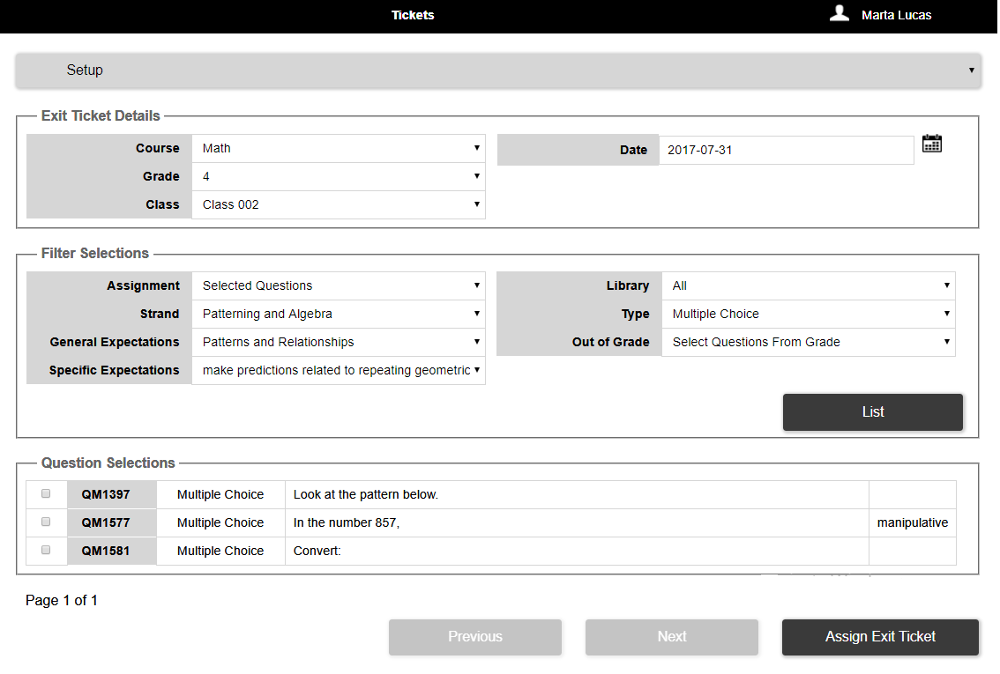 Tickets
Marta Lucas
Setup
Exit Ticket Details
Course Math
Date 2017-07-31
Grade 4
Class Class 002
Filter Selections
Assignment Selected Questions
Library All
Strand Patterning and Algebra
Type Multiple Choice
General Expectations Patterns and Relationships
Out of Grade Select Questions From Grade
Specific Expectations make predictions related to repeating geometric
List
Question Selections
QM1397 Multiple Choice Look at the pattern below.
QM1577 Multiple Choice In the number 857, manipulative
QM1581 Multiple Choice Convert:
Page 1 of 1
Previous Next Assign Exit Ticket